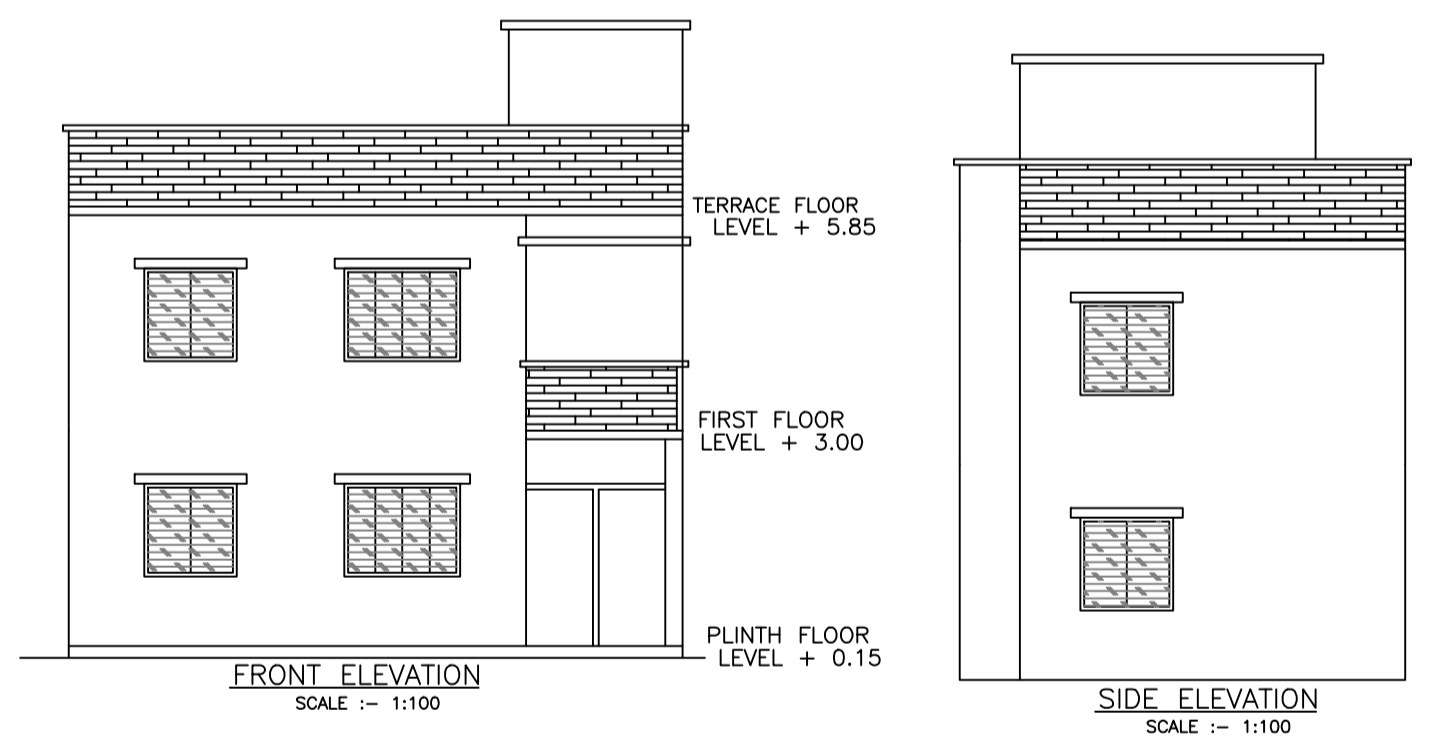 TERRACE FLOOR
LEVEL + 5.85
FIRST FLOOR
LEVEL + 3.00
PLINTH FLOOR
LEVEL + 0.15
FRONT ELEVATION
SCALE :- 1:100
SIDE ELEVATION
SCALE :- 1:100